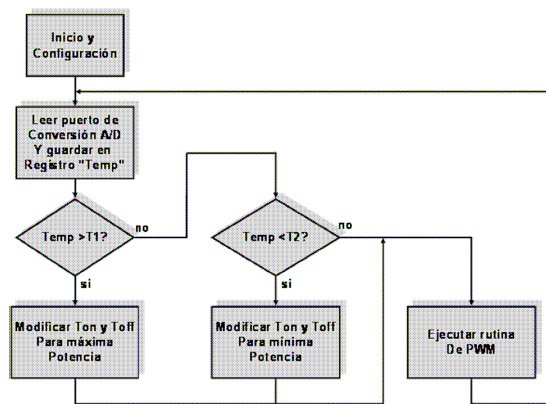 Inicio y
Configuración
Leer puerto de
Conversión A/D
Y guardar en
Registro "Temp"
Temp >T1?
no
si
Temp <T2?
no
si
Modificar Ton y Toff
Para máxima
Potencia
Modificar Ton y Toff
Para mínima
Potencia
Ejecutar rutina
De PWM